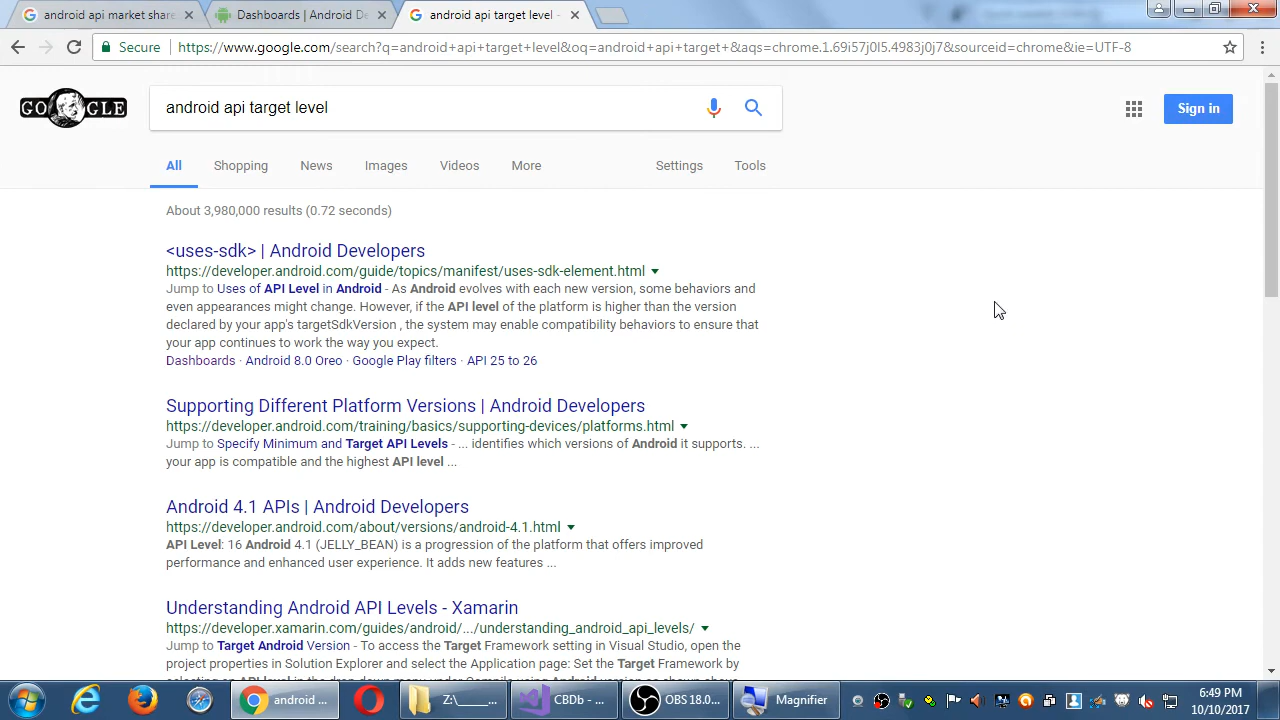 android api market share
Dashboards | Android D
android api target level -
Secure
https://www.google.com/search?q=android+api+target+level&oq=android+api+target+&aqs=chrome.1.69i57j0l5.4983j0j7&sourceid=chrome&ie=UTF-8
GOOGLE
android api target level
Sign in
All Shopping News Images Videos More Settings Tools
About 3,980,000 results (0.72 seconds)
<uses-sdk> | Android Developers
https://developer.android.com/guide/topics/manifest/uses-sdk-element.html
Jump to Uses of API Level in Android - As Android evolves with each new version, some behaviors and
even appearances might change. However, if the API level of the platform is higher than the version
declared by your app's targetSdkVersion , the system may enable compatibility behaviors to ensure that
your app continues to work the way you expect.
Dashboards · Android 8.0 Oreo · Google Play filters · API 25 to 26
Supporting Different Platform Versions | Android Developers
https://developer.android.com/training/basics/supporting-devices/platforms.html
Jump to Specify Minimum and Target API Levels - ... identifies which versions of Android it supports. ...
your app is compatible and the highest API level ...
Android 4.1 APIs | Android Developers
https://developer.android.com/about/versions/android-4.1.html
API Level: 16 Android 4.1 (JELLY_BEAN) is a progression of the platform that offers improved
performance and enhanced user experience. It adds new features ...
Understanding Android API Levels - Xamarin
https://developer.xamarin.com/guides/android/.../understanding_android_api_levels/
Jump to Target Android Version - To access the Target Framework setting in Visual Studio, open the
project properties in Solution Explorer and select the Application page: Set the Target Framework by
android ...
Z:\_____...
CBDb - ...
OBS 18.0...
Magnifier
6:49 PM
10/10/2017